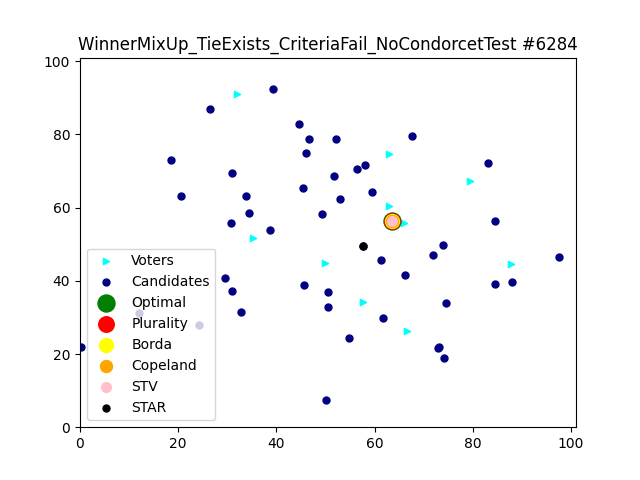 WinnerMixUp_TieExists_CriteriaFail_NoCondorcetTest #6284
100
80
60
40
20
0
0
20
40
60
80
100
Voters
Candidates
Optimal
Plurality
Borda
Copeland
STV
STAR